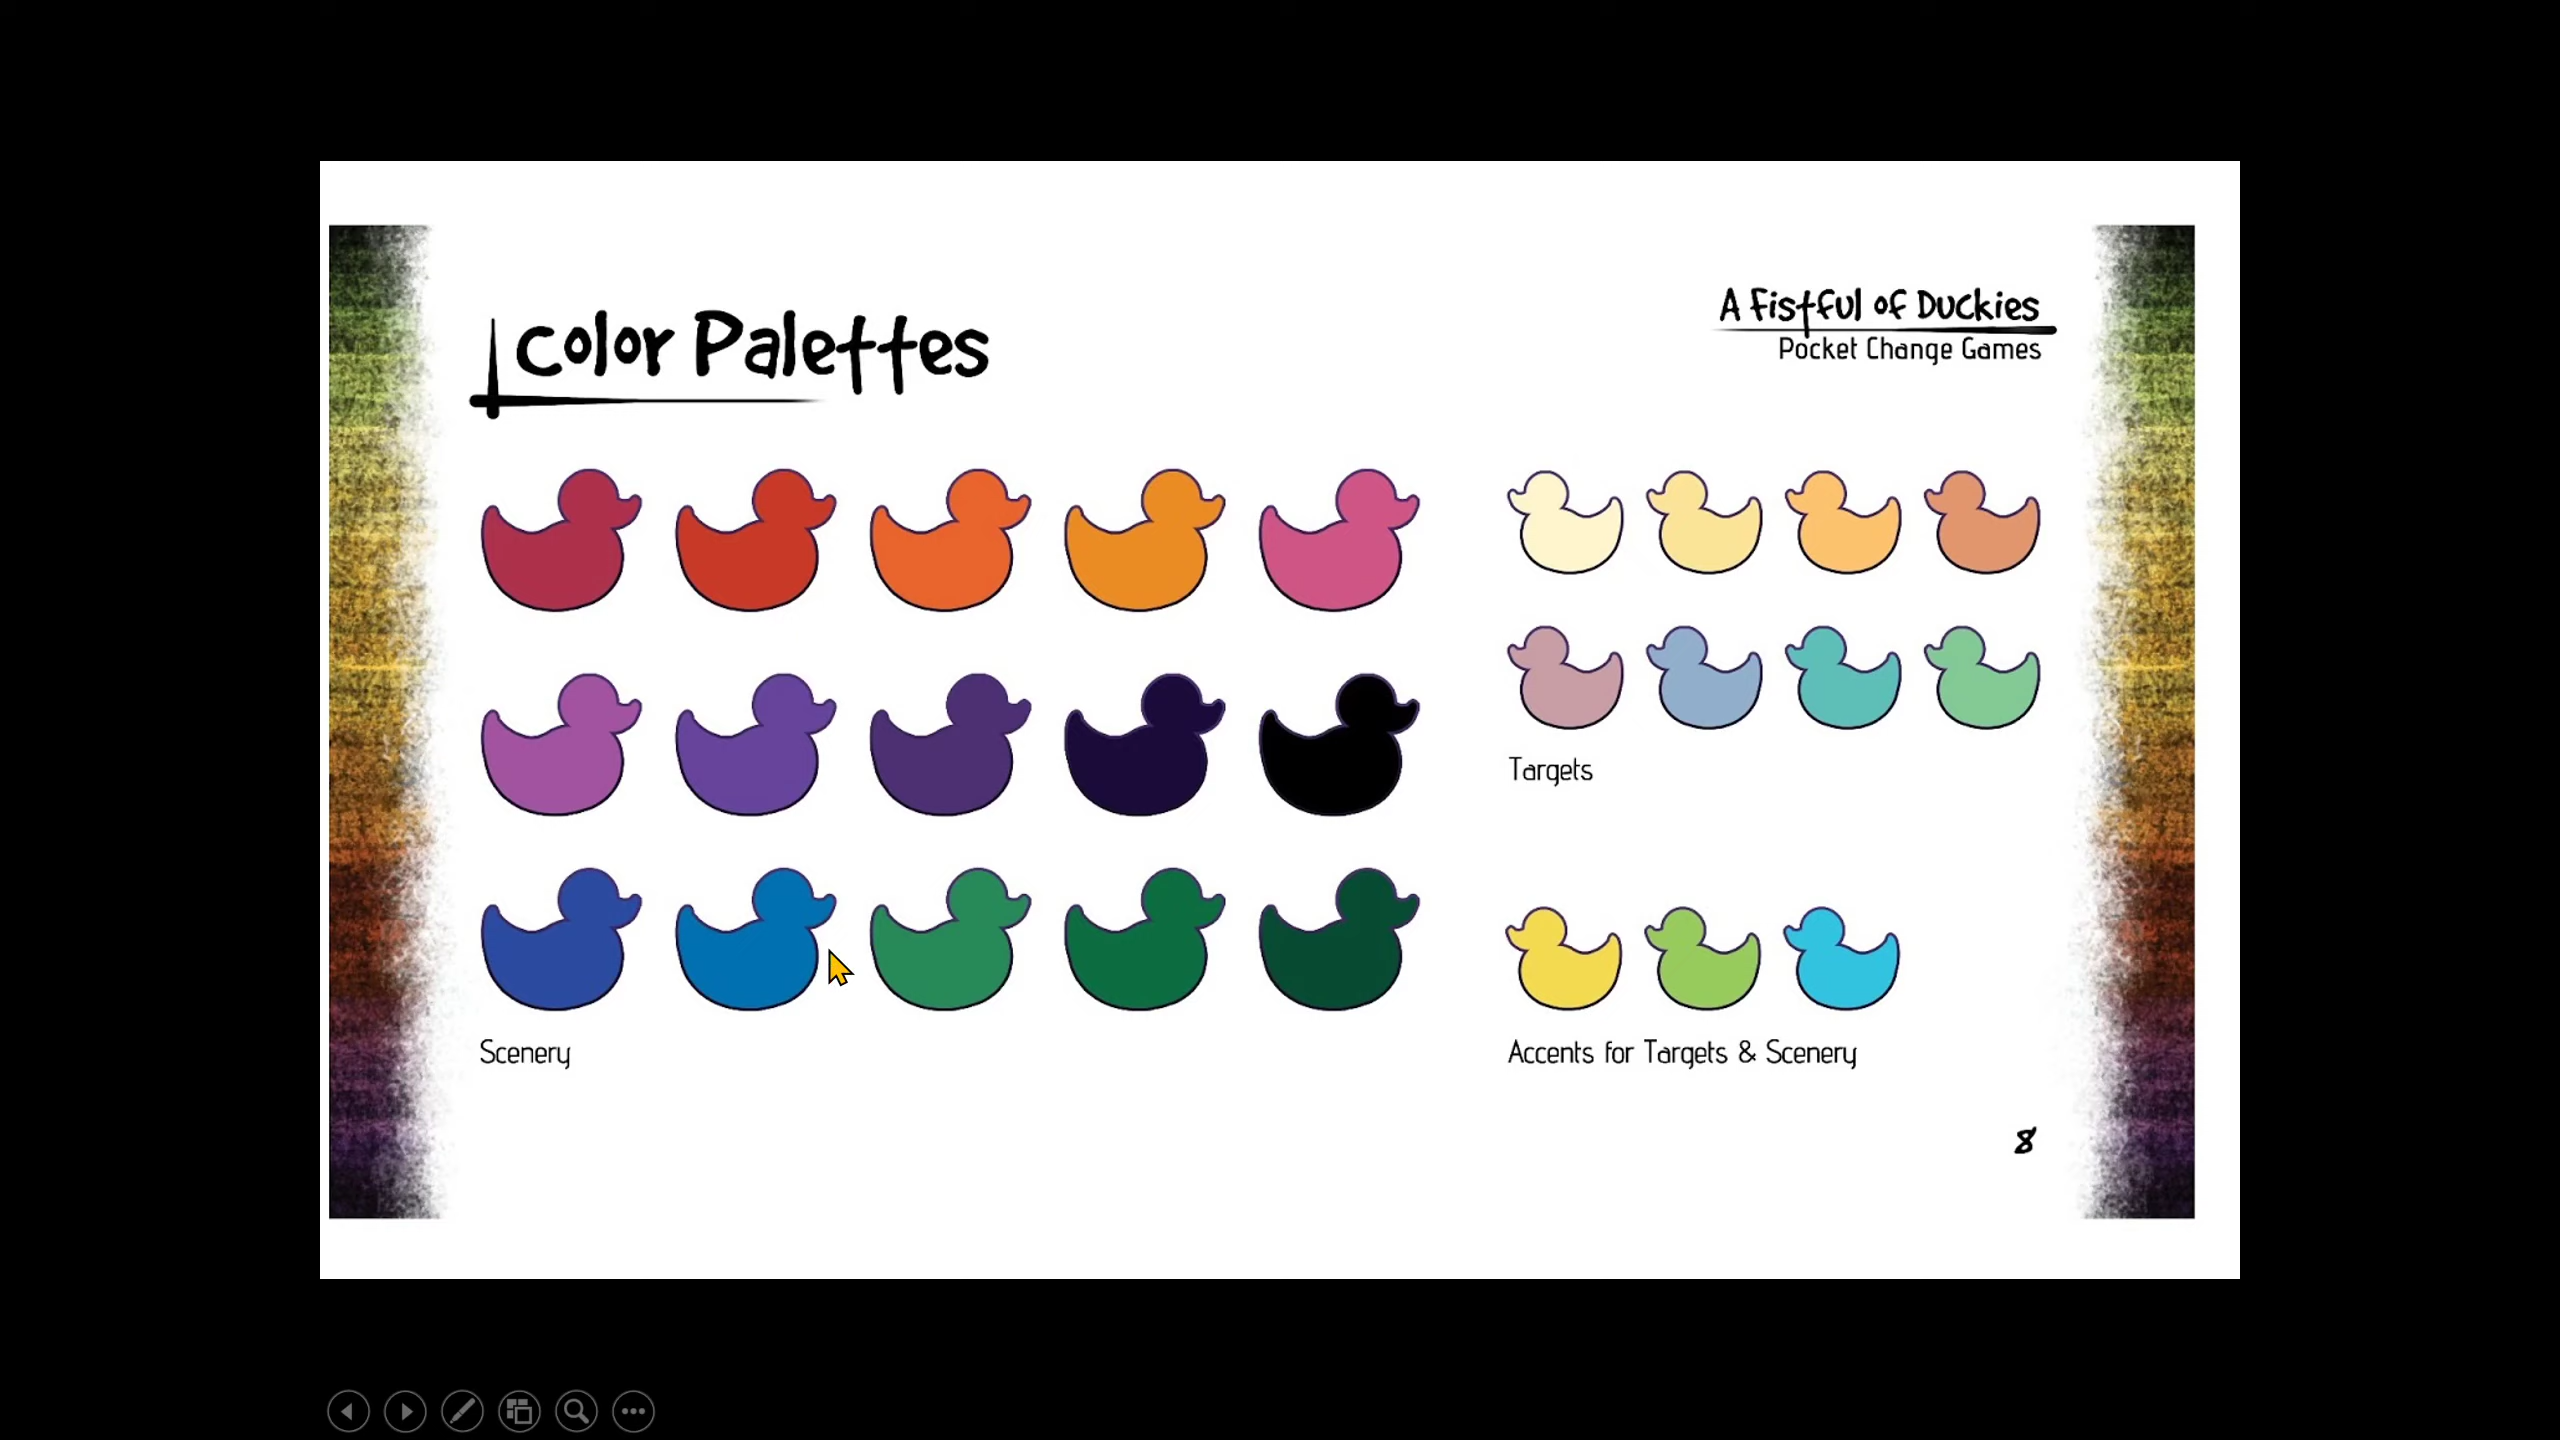 Color Palettes
A Fistful of Duckies
Pocket Change Games
Targets
Scenery
Accents for Targets & Scenery
8